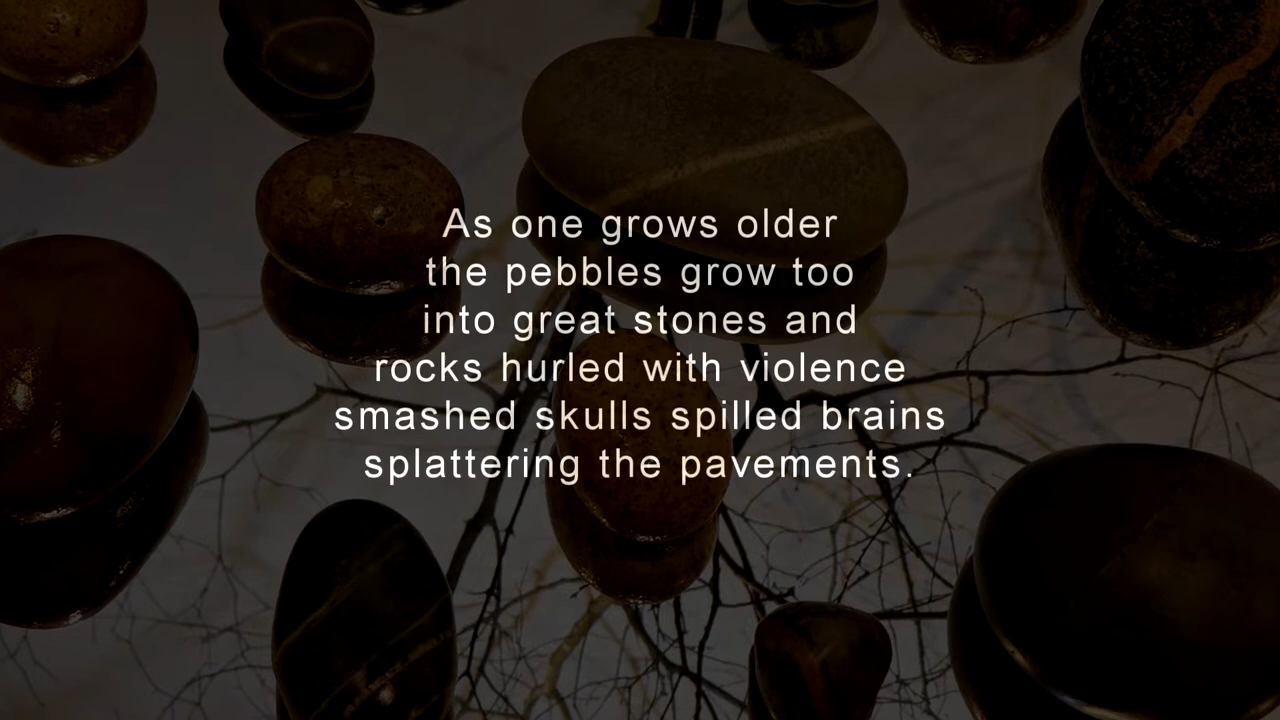 As one grows older
the pebbles grow too
into great stones and
rocks hurled with violence
smashed skulls spilled brains
splattering the pavements.